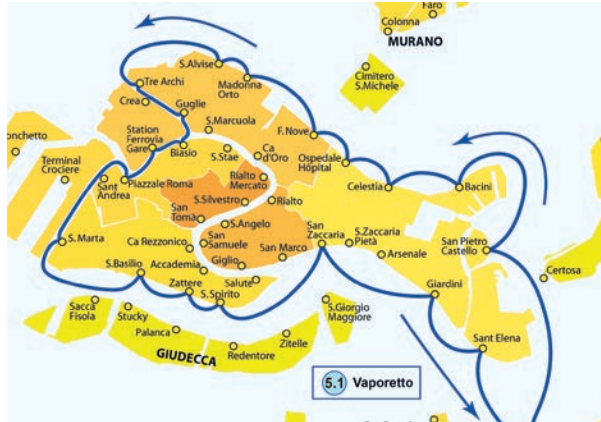 Faro
Colonna
MURANO
S.Alvise
Cimitero
S.Michele
Tre Archi
Madonna
Orto
Crea
Guglie
S.Marcuola
F.Nove
Station
Ferrovia
Gare
Biasio
S.Stae
Ca
d'Oro
Ospedale
Hôpital
onchetto
Terminal
Crociere
Rialto
Mercato
Sant
Andrea
Piazzale Roma
Celestia
Bacini
S.Silvestro
Rialto
San
Tomà
S.Angelo
San
Zaccaria
S.Zaccaria
Pietà
S.Marta
Ca Rezzonico
San
Samuele
San Marco
Arsenale
San Pietro
Castello
S.Basilio
Accademia
Giglio
Certosa
Zattere
Salute
S.Spirito
Giardini
Sacca
Fisola
Stucky
S.Giorgio
Maggiore
Palanca
Zitelle
Sant Elena
GIUDECCA
Redentore
5.1 Vaporetto